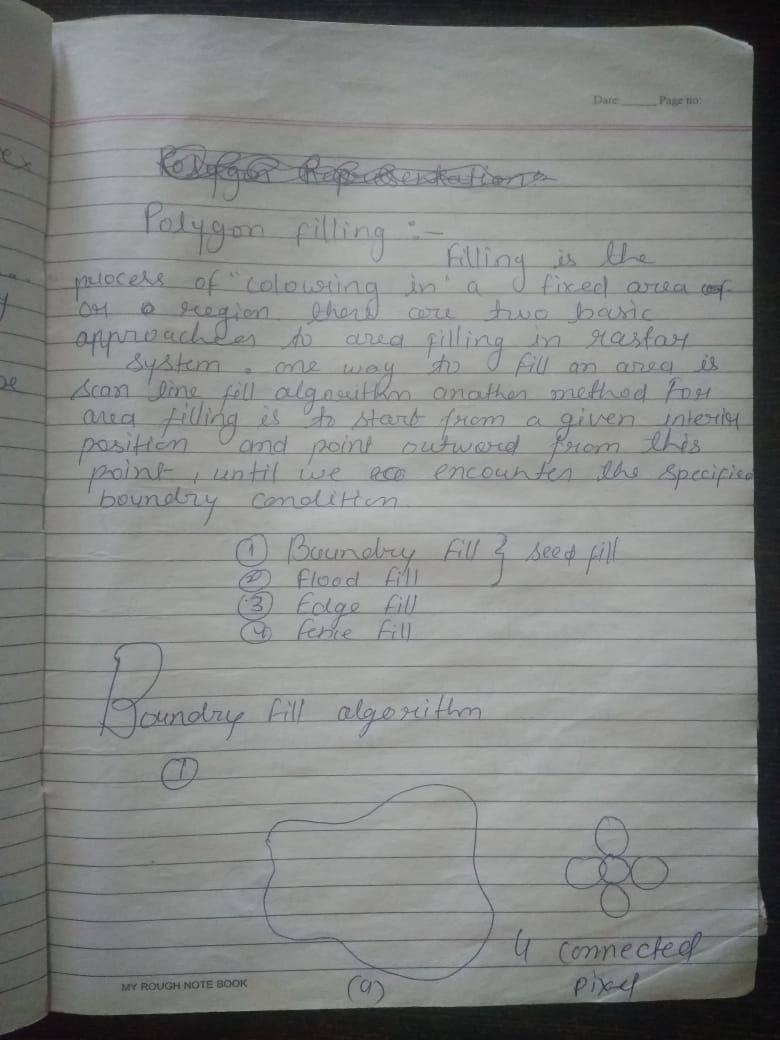 Date: Page no:
Polygon Representation
Polygon filling :-
Filling is the
process of "colouring in" a fixed area
or a region there are two basic
approaches to area filling in rastar
system. one way to fill an area is
scan line fill algorithm anather method For
area filling is to start from a given interior
position and point outward from this
point, until we encounter the specified
boundry condition.
① Boundry fill } seed fill
② Flood fill
③ Edge fill
④ Fence fill
Boundry fill algorithm
①
4 connected
pixel
(a)
MY ROUGH NOTE BOOK
ex